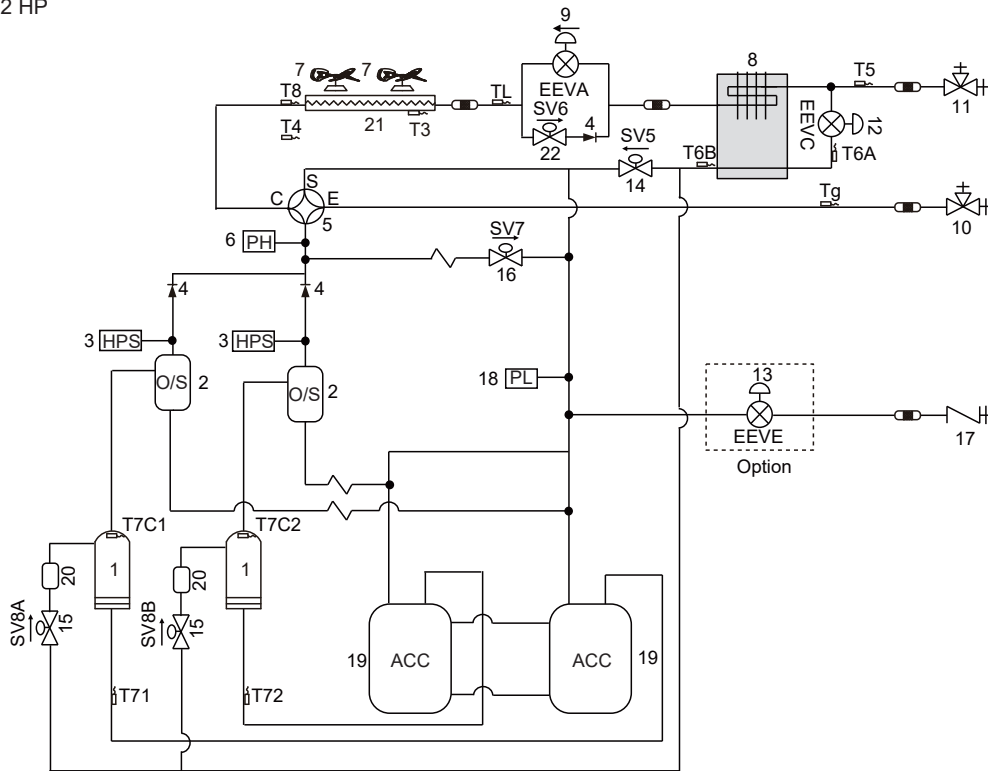 2 HP
9
7 7
8
T8
TL
EEVA
T5
SV6
4
11
EEVC
12
T4
21
T3
22
SV5
T6B
T6A
S
14
C
E
Tg
5
10
6 PH
SV7
16
4
4
3 HPS
3 HPS
O/S 2
O/S 2
18 PL
13
EEVE
17
Option
T7C1
T7C2
1
1
20
20
SV8A
15
SV8B
15
19
ACC
ACC
19
T71
T72